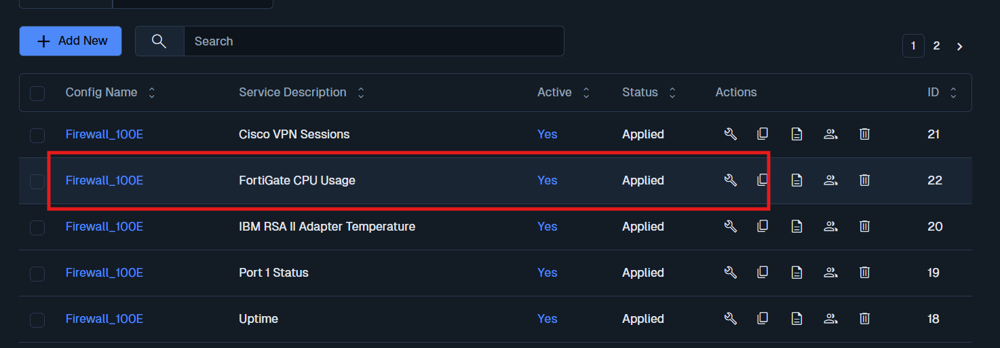 Add New Search 1 2
Config Name Service Description Active Status Actions ID
Firewall_100E Cisco VPN Sessions Yes Applied 21
Firewall_100E FortiGate CPU Usage Yes Applied 22
Firewall_100E IBM RSA II Adapter Temperature Yes Applied 20
Firewall_100E Port 1 Status Yes Applied 19
Firewall_100E Uptime Yes Applied 18